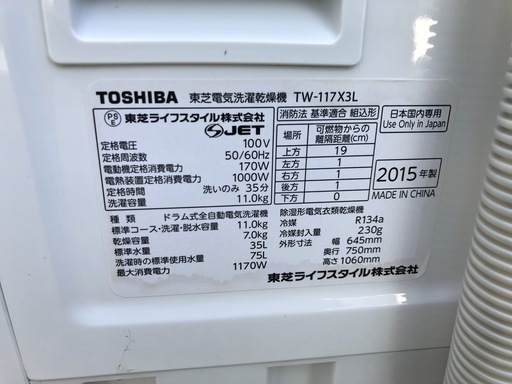 TOSHIBA 東芝電気洗濯乾燥機 TW-117X3L
PSE 東芝ライフスタイル株式会社
S JET
定格電圧 100V
定格周波数 50/60Hz
電動機定格消費電力 170W
電熱装置定格消費電力 1000W
定格時間 洗いのみ 35分
洗濯容量 11.0kg
消防法 基準適合 組込形
場所 可燃物からの離隔距離(cm)
上方 19
左方 1
右方 1
後方 1
下方 0
日本国内専用
Use Only in Japan
2015年製
MADE IN CHINA
種類 ドラム式全自動電気洗濯機
標準コース・洗濯・脱水容量 11.0kg
乾燥容量 7.0kg
標準水量 35L
洗濯時の標準使用水量 75L
最大消費電力 1170W
除湿形電気衣類乾燥機
冷媒 R134a
冷媒封入量 230g
外形寸法 幅 645mm
奥行 750mm
高さ 1060mm
東芝ライフスタイル株式会社